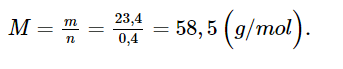 M = m/n = 23,4/0,4 = 58,5 (g/mol).